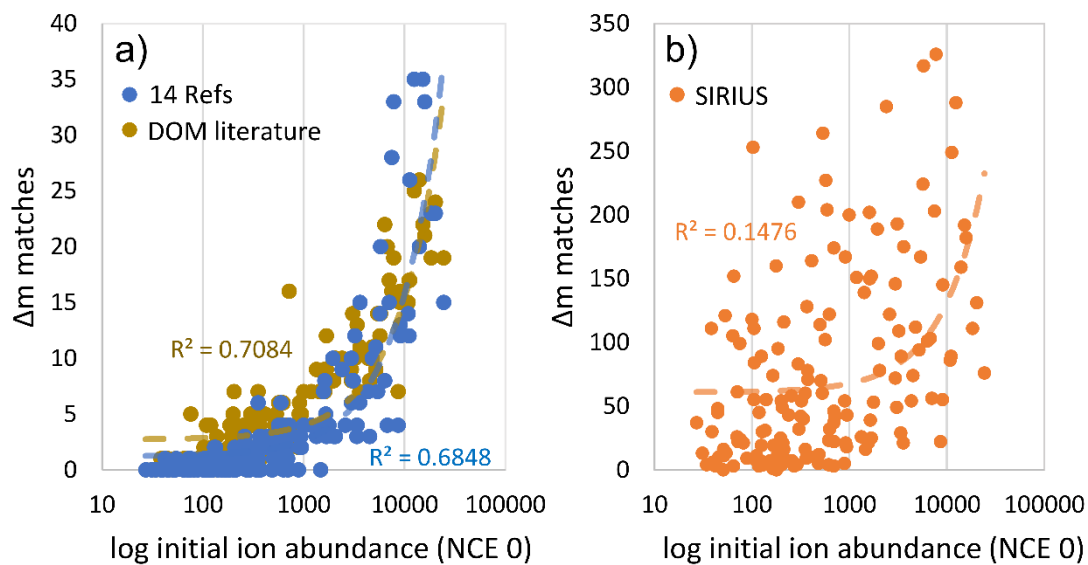 a)
14 Refs
DOM literature
Δm matches
40
35
30
25
20
15
10
5
0
R² = 0.7084
R² = 0.6848
10 100 1000 10000 100000
log initial ion abundance (NCE 0)
b)
SIRIUS
Δm matches
350
300
250
200
150
100
50
0
R² = 0.1476
10 100 1000 10000 100000
log initial ion abundance (NCE 0)